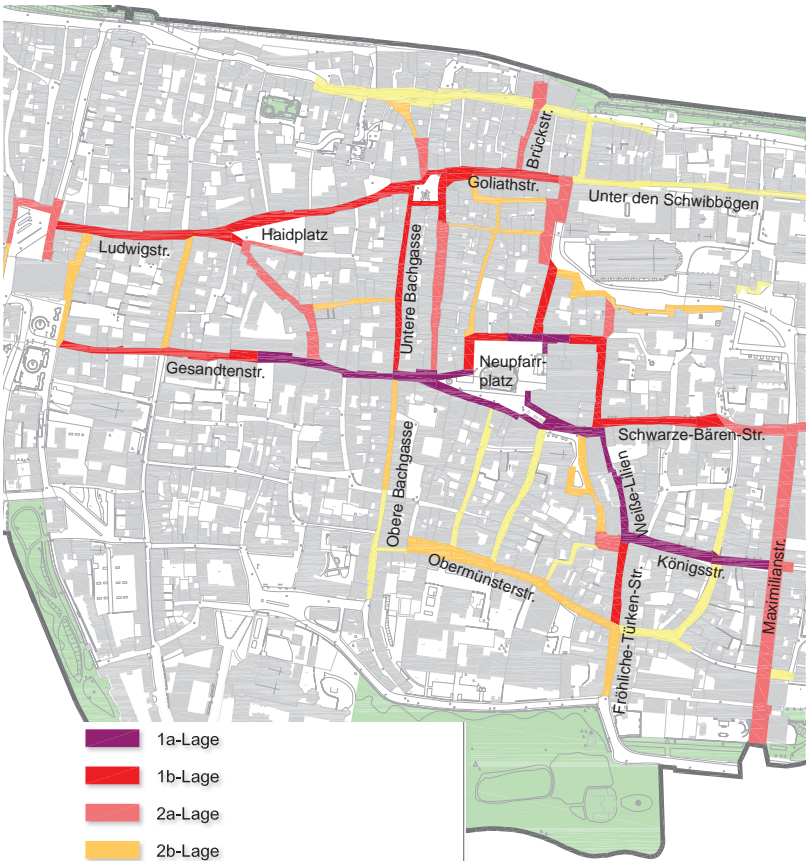 Brückstr.
Goliathstr.
Unter den Schwibbögen
Haidplatz
Ludwigstr.
Untere Bachgasse
Gesandtenstr.
Neupfarr-
platz
Schwarze-Bären-Str.
Obere Bachgasse
Weiße-Lilien
Königsstr.
Obermünsterstr.
Fröhliche-Türken-Str.
Maximilianstr.
1a-Lage
1b-Lage
2a-Lage
2b-Lage